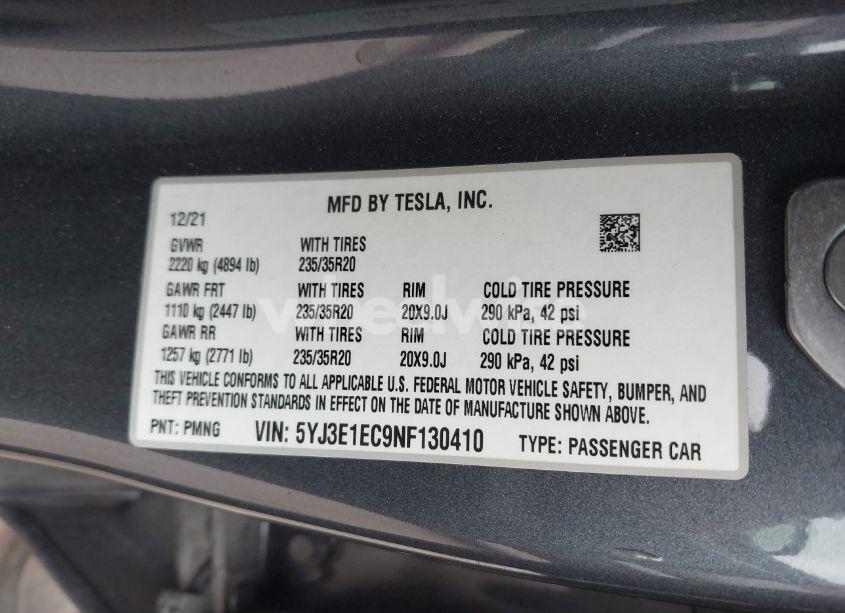 MFD BY TESLA, INC.
12/21
GVWR WITH TIRES
2220 kg (4894 lb) 235/35R20
GAWR FRT WITH TIRES RIM COLD TIRE PRESSURE
1110 kg (2447 lb) 235/35R20 20X9.0J 290 kPa, 42 psi
GAWR RR WITH TIRES RIM COLD TIRE PRESSURE
1257 kg (2771 lb) 235/35R20 20X9.0J 290 kPa, 42 psi
THIS VEHICLE CONFORMS TO ALL APPLICABLE U.S. FEDERAL MOTOR VEHICLE SAFETY, BUMPER, AND
THEFT PREVENTION STANDARDS IN EFFECT ON THE DATE OF MANUFACTURE SHOWN ABOVE.
PNT: PMNG VIN: 5YJ3E1EC9NF130410 TYPE: PASSENGER CAR